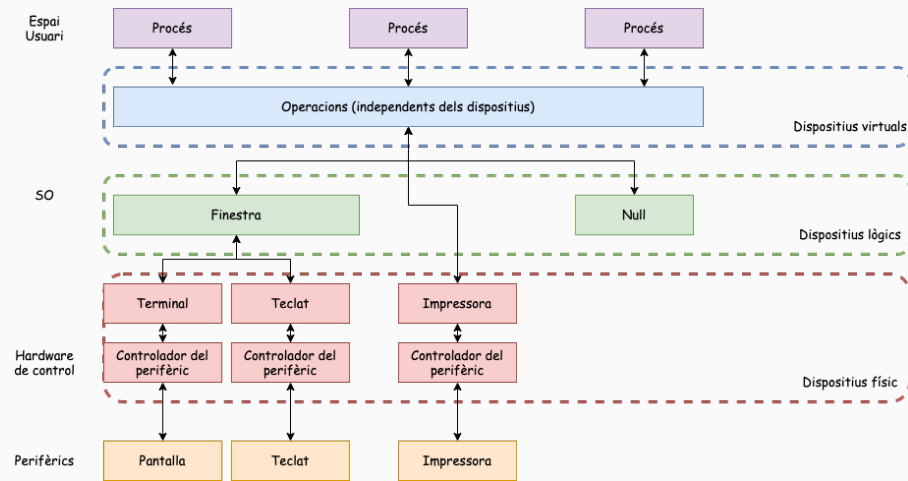 Espai
Usuari
Procés
Procés
Procés
Operacions (independents dels dispositius)
Dispositius virtuals
SO
Finestra
Null
Dispositius lògics
Terminal
Teclat
Impressora
Hardware
de control
Controlador del
perifèric
Controlador del
perifèric
Controlador del
perifèric
Dispositius físic
Perifèrics
Pantalla
Teclat
Impressora